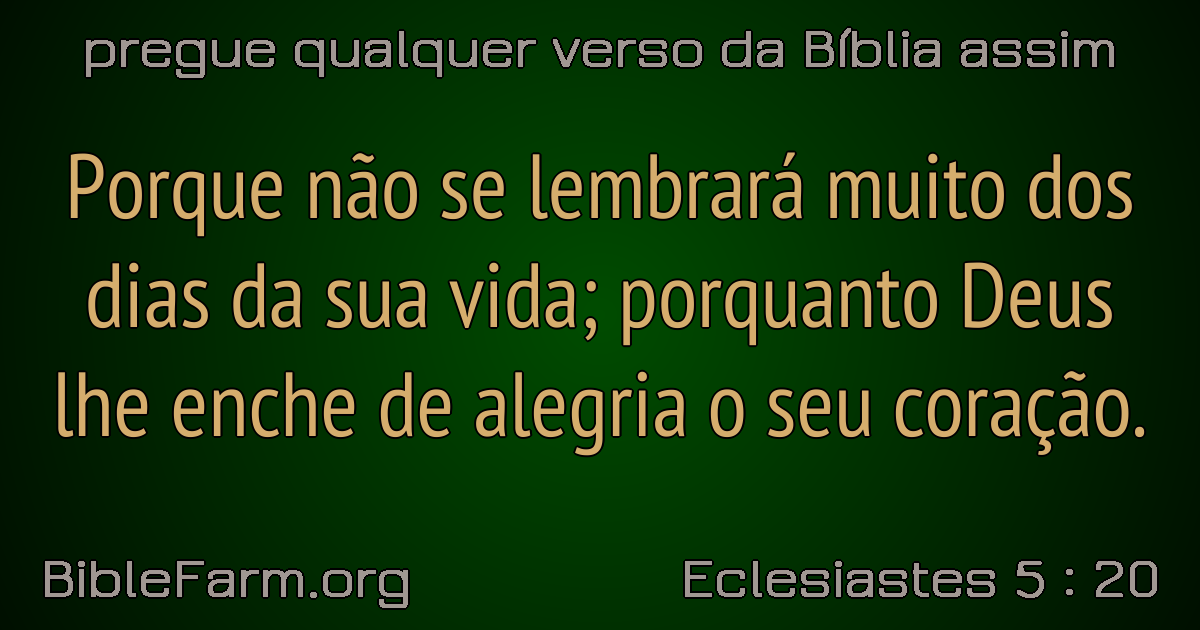 pregue qualquer verso da Bíblia assim
Porque não se lembrará muito dos
dias da sua vida; porquanto Deus
lhe enche de alegria o seu coração.
BibleFarm.org
Eclesiastes 5 : 20